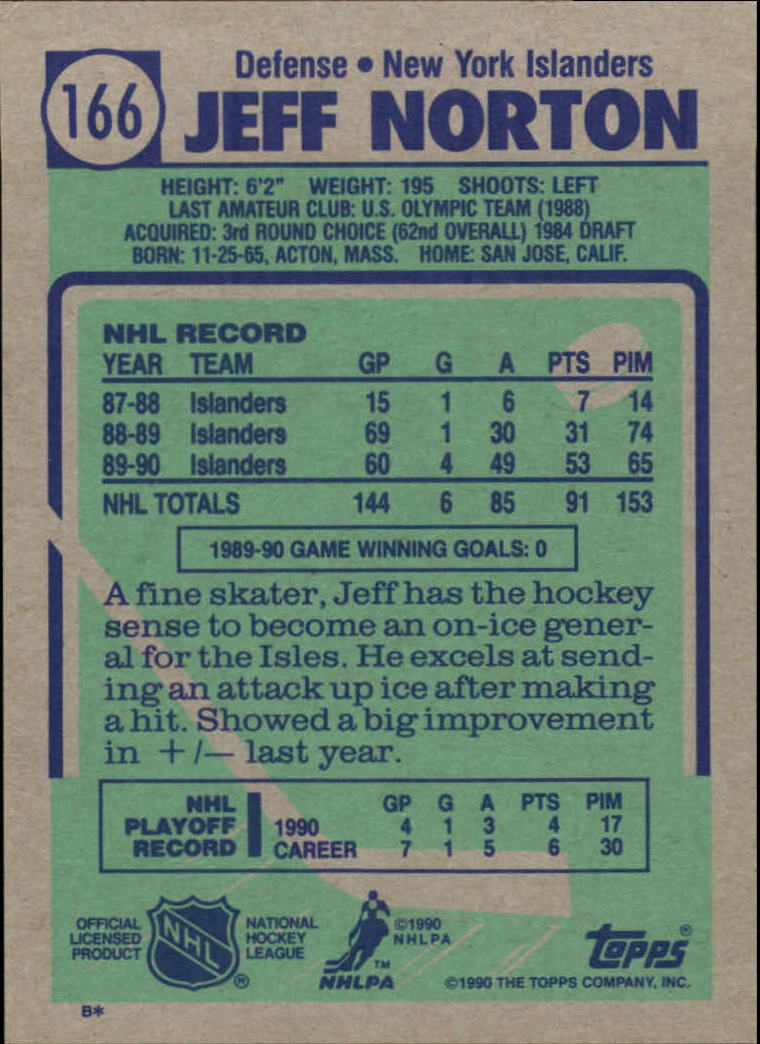 166
Defense • New York Islanders
JEFF NORTON
HEIGHT: 6'2" WEIGHT: 195 SHOOTS: LEFT
LAST AMATEUR CLUB: U.S. OLYMPIC TEAM (1988)
ACQUIRED: 3rd ROUND CHOICE (62nd OVERALL) 1984 DRAFT
BORN: 11-25-65, ACTON, MASS. HOME: SAN JOSE, CALIF.
NHL RECORD
YEAR TEAM GP G A PTS PIM
87-88 Islanders 15 1 6 7 14
88-89 Islanders 69 1 30 31 74
89-90 Islanders 60 4 49 53 65
NHL TOTALS 144 6 85 91 153
1989-90 GAME WINNING GOALS: 0
A fine skater, Jeff has the hockey
sense to become an on-ice gener-
al for the Isles. He excels at send-
ing an attack up ice after making
a hit. Showed a big improvement
in +/– last year.
NHL PLAYOFF RECORD
GP G A PTS PIM
1990 4 1 3 4 17
CAREER 7 1 5 6 30
OFFICIAL
LICENSED
PRODUCT
NHL
®
NATIONAL
HOCKEY
LEAGUE
TM
NHLPA
©1990
NHLPA
topps®
©1990 THE TOPPS COMPANY, INC.
B*